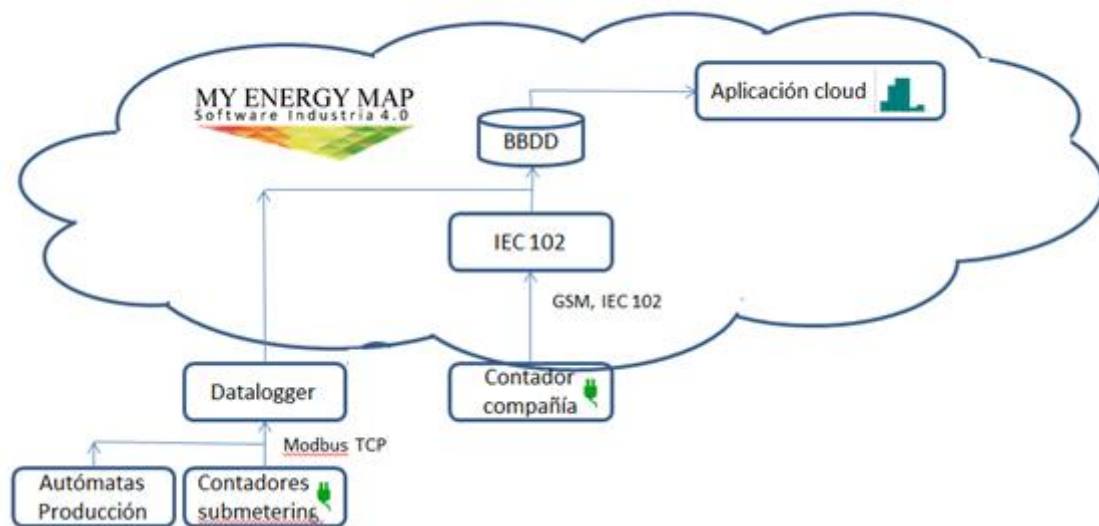 MY ENERGY MAP
Software Industria 4.0
Aplicación cloud
BBDD
IEC 102
GSM, IEC 102
Datalogger
Contador
compañía
Modbus TCP
Autómatas
Producción
Contadores
submetering